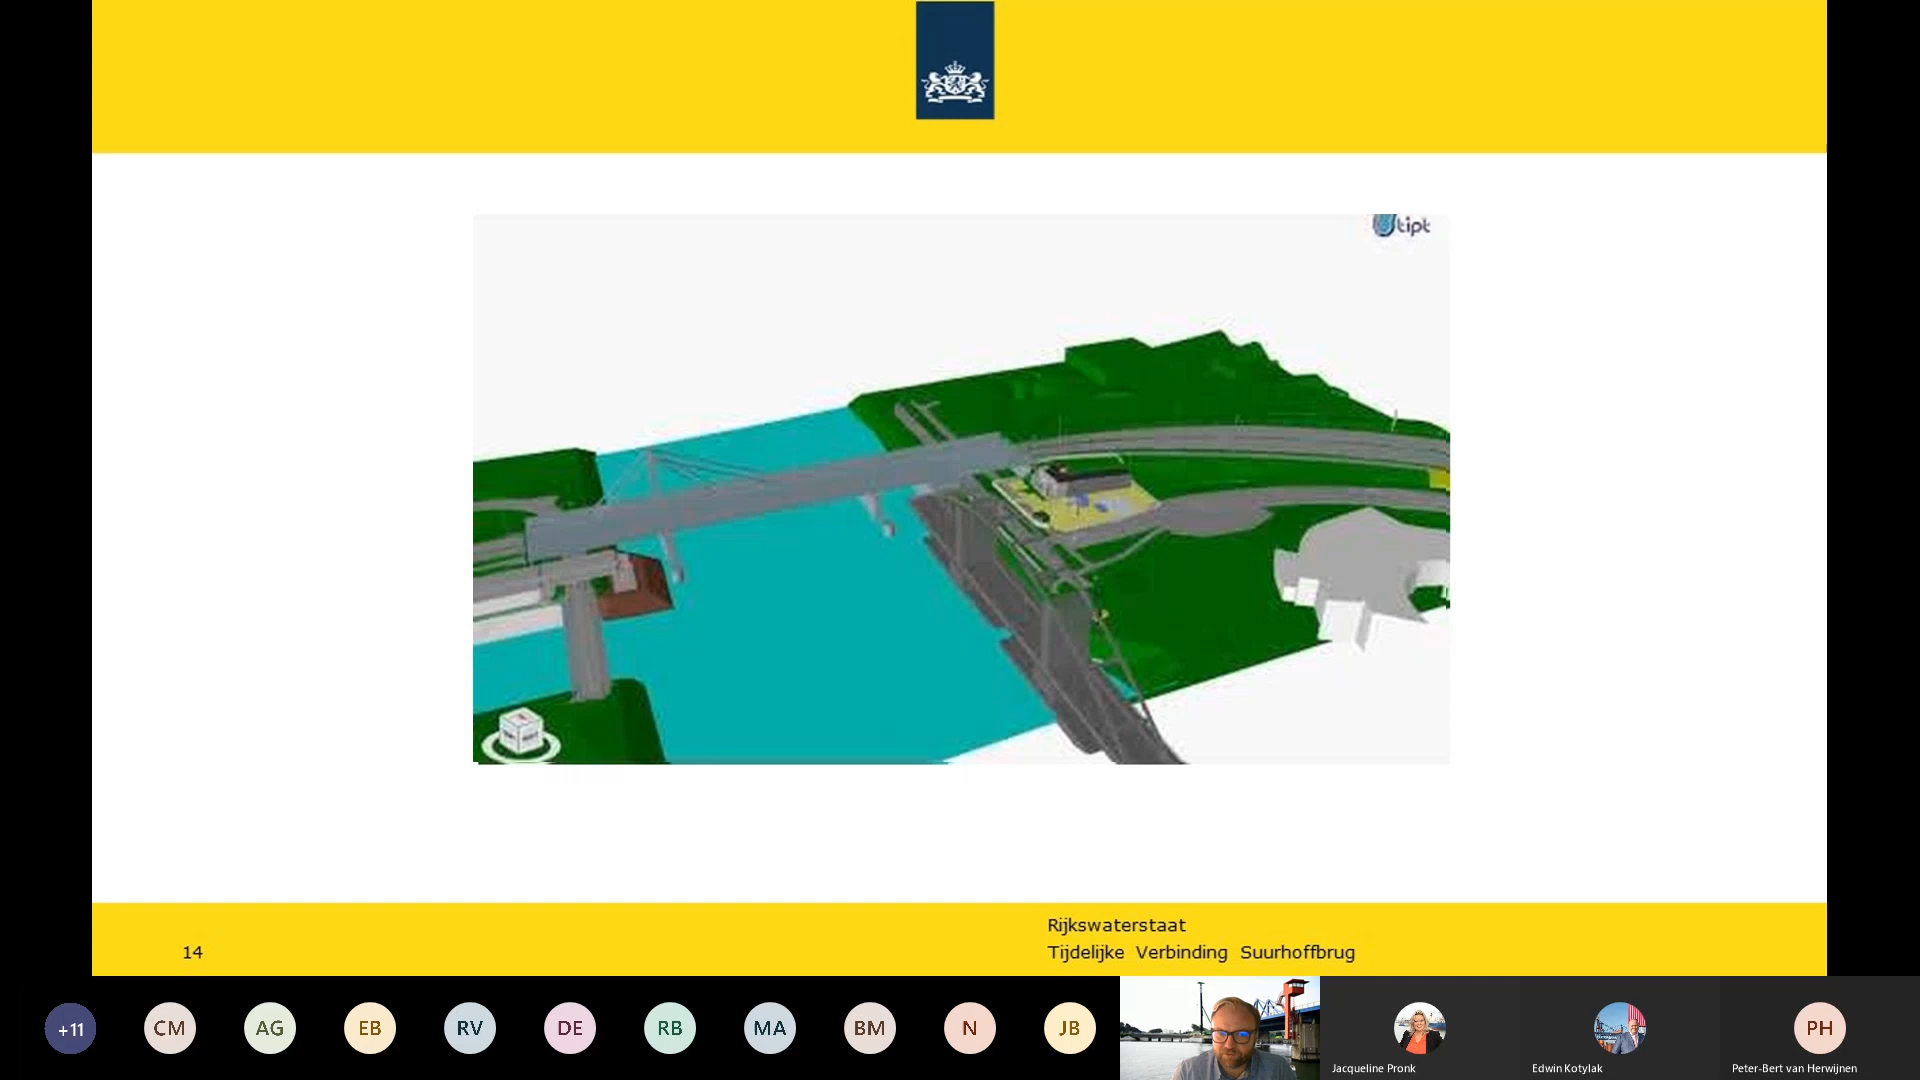 tipt
Rijkswaterstaat
Tijdelijke Verbinding Suurhoffbrug
14
+11
CM
AG
EB
RV
DE
RB
MA
BM
N
JB
PH
Jacqueline Pronk
Edwin Kotylak
Peter-Bert van Herwijnen